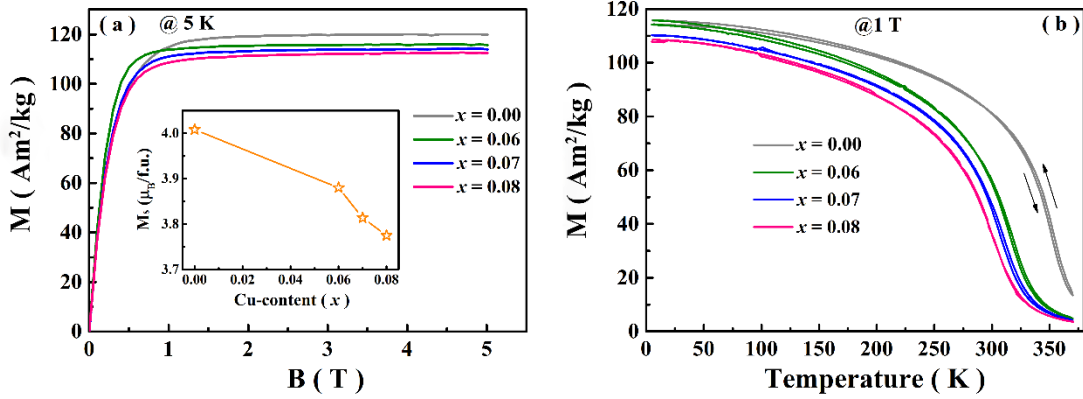 ( a )
@ 5 K
M ( Am²/kg )
120
100
80
60
40
20
0
0
1
2
3
4
5
B ( T )
x = 0.00
x = 0.06
x = 0.07
x = 0.08
Mₛ (μ_B/f.u.)
4.0
3.9
3.8
3.7
0.00
0.02
0.04
0.06
0.08
Cu-content ( x )
( b )
@1 T
M ( Am²/kg )
120
100
80
60
40
20
0
0
50
100
150
200
250
300
350
Temperature ( K )
x = 0.00
x = 0.06
x = 0.07
x = 0.08